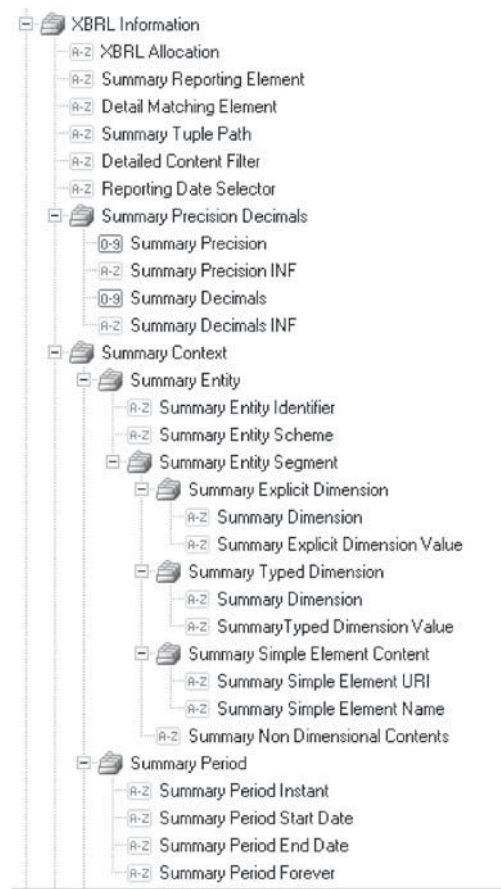 XBRL Information
A-Z XBRL Allocation
A-Z Summary Reporting Element
A-Z Detail Matching Element
A-Z Summary Tuple Path
A-Z Detailed Content Filter
A-Z Reporting Date Selector
Summary Precision Decimals
0-9 Summary Precision
A-Z Summary Precision INF
0-9 Summary Decimals
A-Z Summary Decimals INF
Summary Context
Summary Entity
A-Z Summary Entity Identifier
A-Z Summary Entity Scheme
Summary Entity Segment
Summary Explicit Dimension
A-Z Summary Dimension
A-Z Summary Explicit Dimension Value
Summary Typed Dimension
A-Z Summary Dimension
A-Z SummaryTyped Dimension Value
Summary Simple Element Content
A-Z Summary Simple Element URI
A-Z Summary Simple Element Name
A-Z Summary Non Dimensional Contents
Summary Period
A-Z Summary Period Instant
A-Z Summary Period Start Date
A-Z Summary Period End Date
A-Z Summary Period Forever